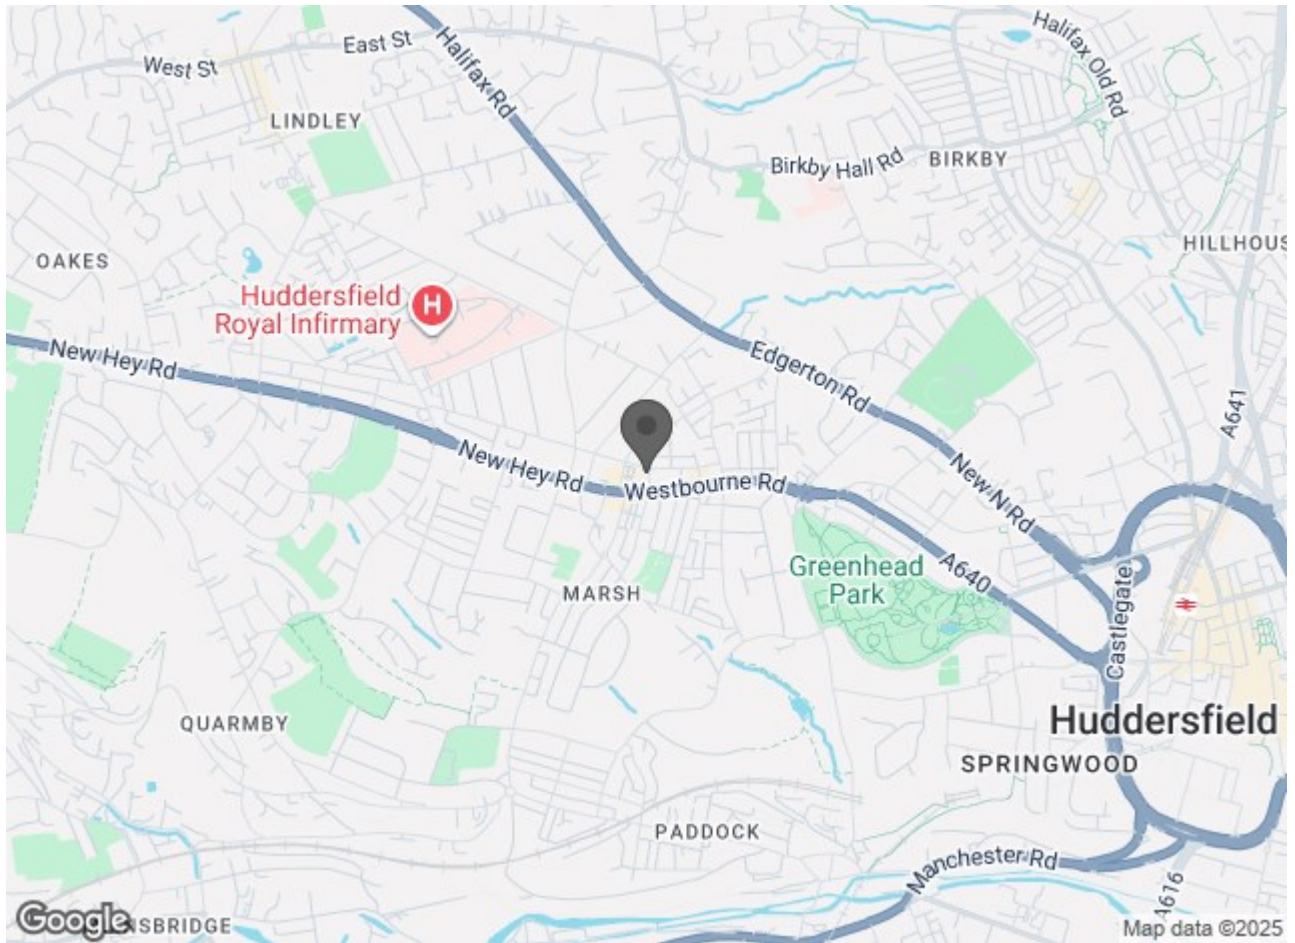 Halifax Old Rd
East St
West St
Halifax Rd
LINDLEY
Birkby Hall Rd
BIRKBY
HILLHOUS
OAKES
Huddersfield
Royal Infirmary
H
New Hey Rd
Edgerton Rd
A641
New Hey Rd
Westbourne Rd
New N Rd
Greenhead
Park
A640
Castlegate
MARSH
QUARMBY
Huddersfield
SPRINGWOOD
PADDOCK
Manchester Rd
A616
Google
NSBRIDGE
Map data ©2025